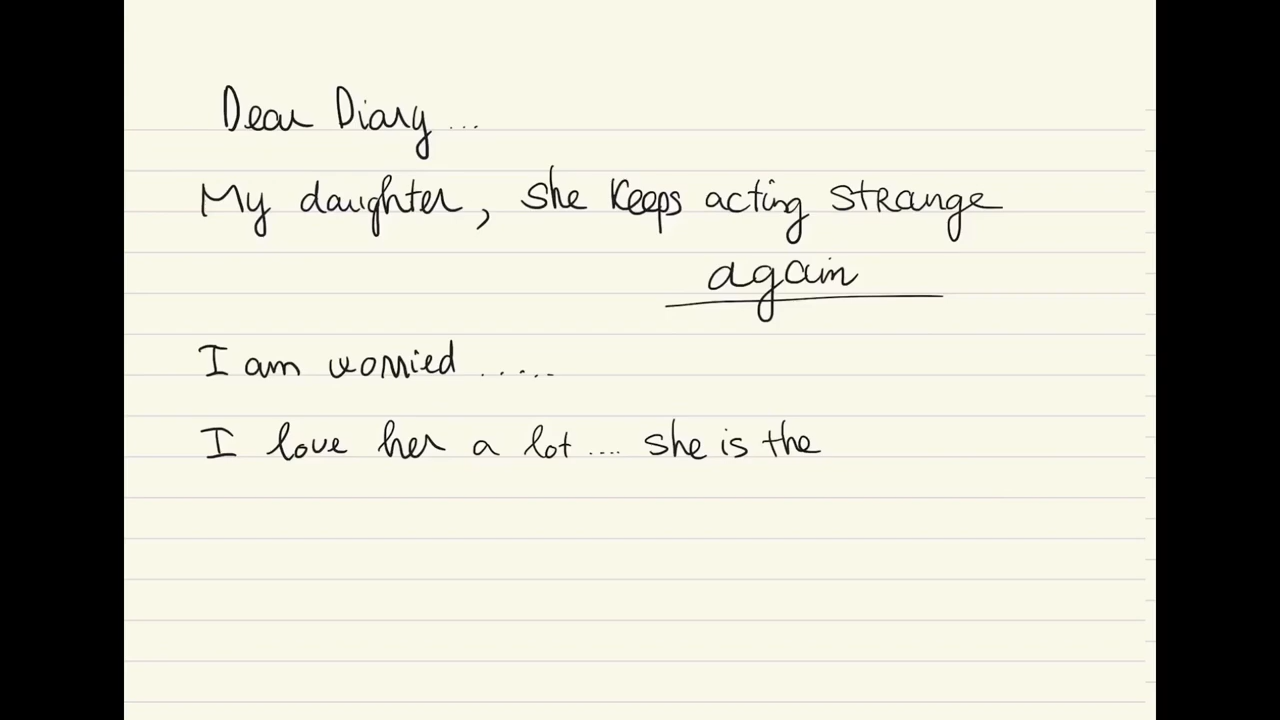 Dear Diary...
My daughter, she keeps acting strange
again
I am worried .....
I love her a lot .... she is the